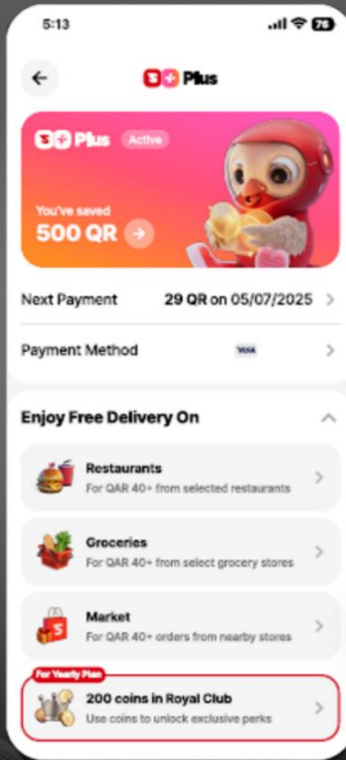 5:13
76
S+ Plus
S+ Plus Active
You've saved
500 QR
Next Payment 29 QR on 05/07/2025
Payment Method VISA
Enjoy Free Delivery On
Restaurants
For QAR 40+ from selected restaurants
Groceries
For QAR 40+ from select grocery stores
Market
For QAR 40+ orders from nearby stores
For Yearly Plan
200 coins in Royal Club
Use coins to unlock exclusive perks